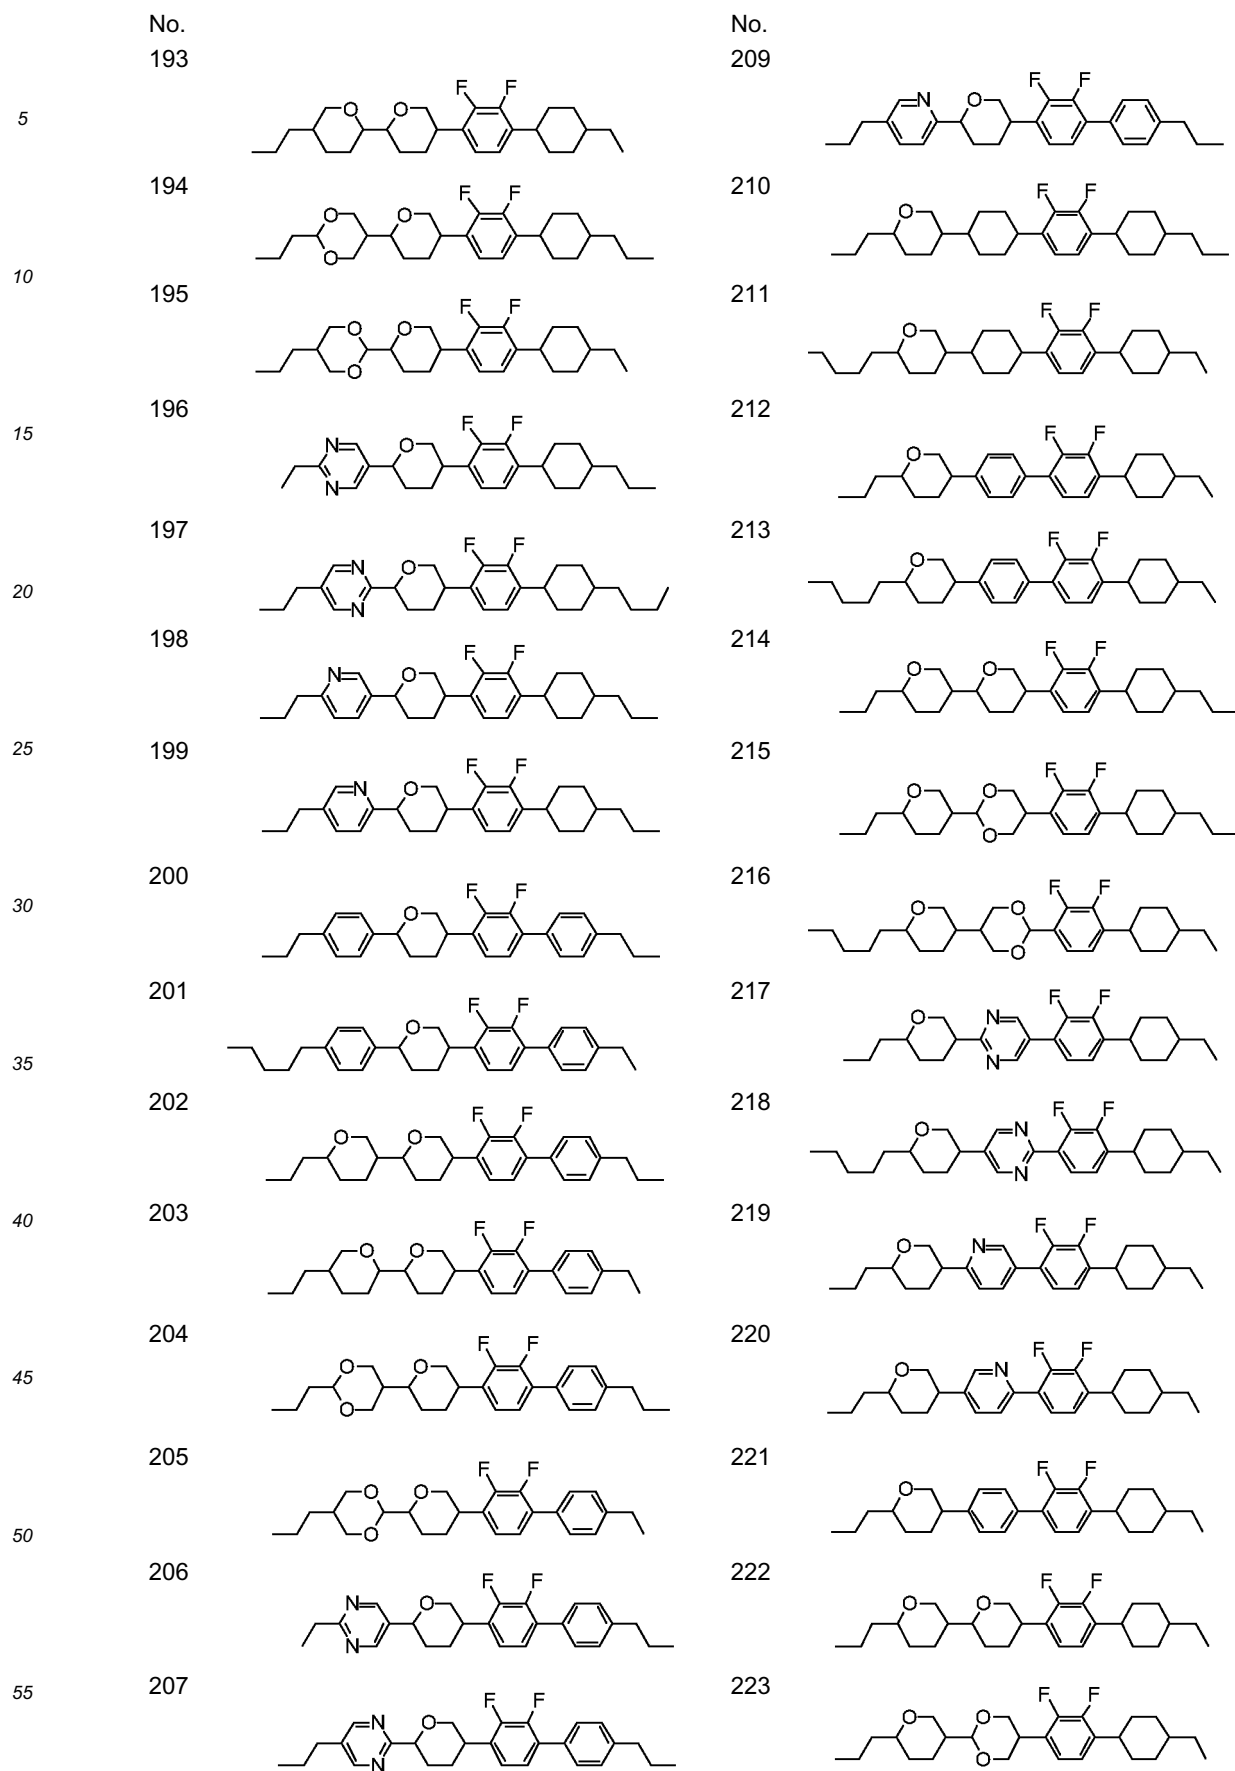 No. No.
193 209
F F F F
5 O O N O
194 210
F F F F
O O O
O
10
195 211
F F F F
O O O
O
196 212
15 F F F F
N O O
N
197 213
F F F F
N O O
20 N
198 214
F F F F
N O O O
25 199 215
F F F F
N O O O
O
200 216
30 F F F F
O O O
O
201 217
F F F F
O O N
35 N
202 218
F F F F
O O O N
N
40 203 219
F F F F
O O O N
204 220
F F F F
45 O O O N
O
205 221
F F F F
O O O
50 O
206 222
F F F F
N O O O
N
55 207 223
F F F F
N O O O
N O